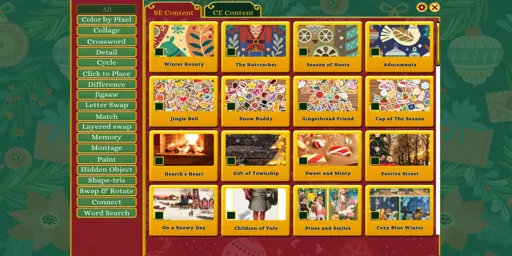 All
Color by Pixel
Collage
Crossword
Detail
Cycle
Click to Place
Difference
Jigsaw
Letter Swap
Match
Layered swap
Memory
Montage
Paint
Hidden Object
Shape-tris
Swap & Rotate
Connect
Word Search
SE Content
CE Content
Winter Bounty
The Nutcracker
Season of Hoots
Adornments
Jingle Bell
Snow Buddy
Gingerbread Friend
Cap of The Season
Hearth's Heart
Gift of Township
Sweet and Minty
Festive Street
On a Snowy Day
Children of Yule
Pines and Smiles
Cozy Blue Winter